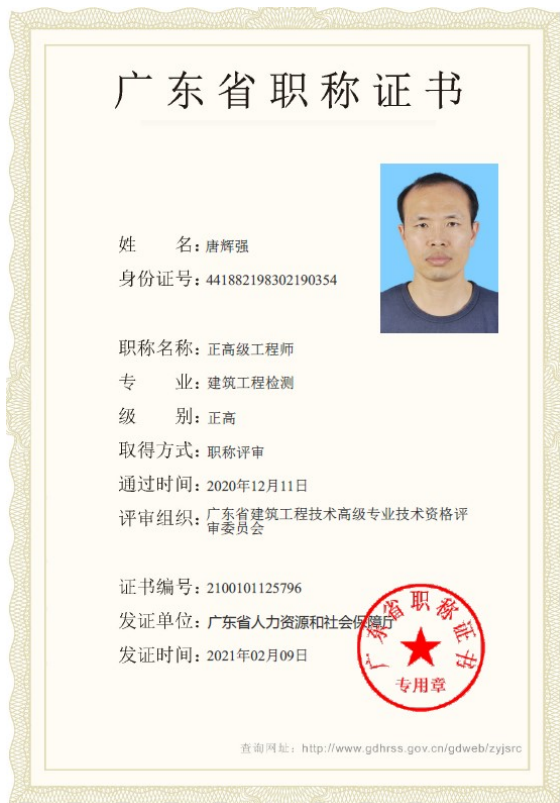 广东省职称证书
姓 名：唐辉强
身份证号：441882198302190354
职称名称：正高级工程师
专 业：建筑工程检测
级 别：正高
取得方式：职称评审
通过时间：2020年12月11日
评审组织：广东省建筑工程技术高级专业技术资格评
审委员会
证书编号：2100101125796
发证单位：广东省人力资源和社会保障厅
发证时间：2021年02月09日
广东省职称证书
专用章
查询网址：http://www.gdhrss.gov.cn/gdweb/zyjsrc